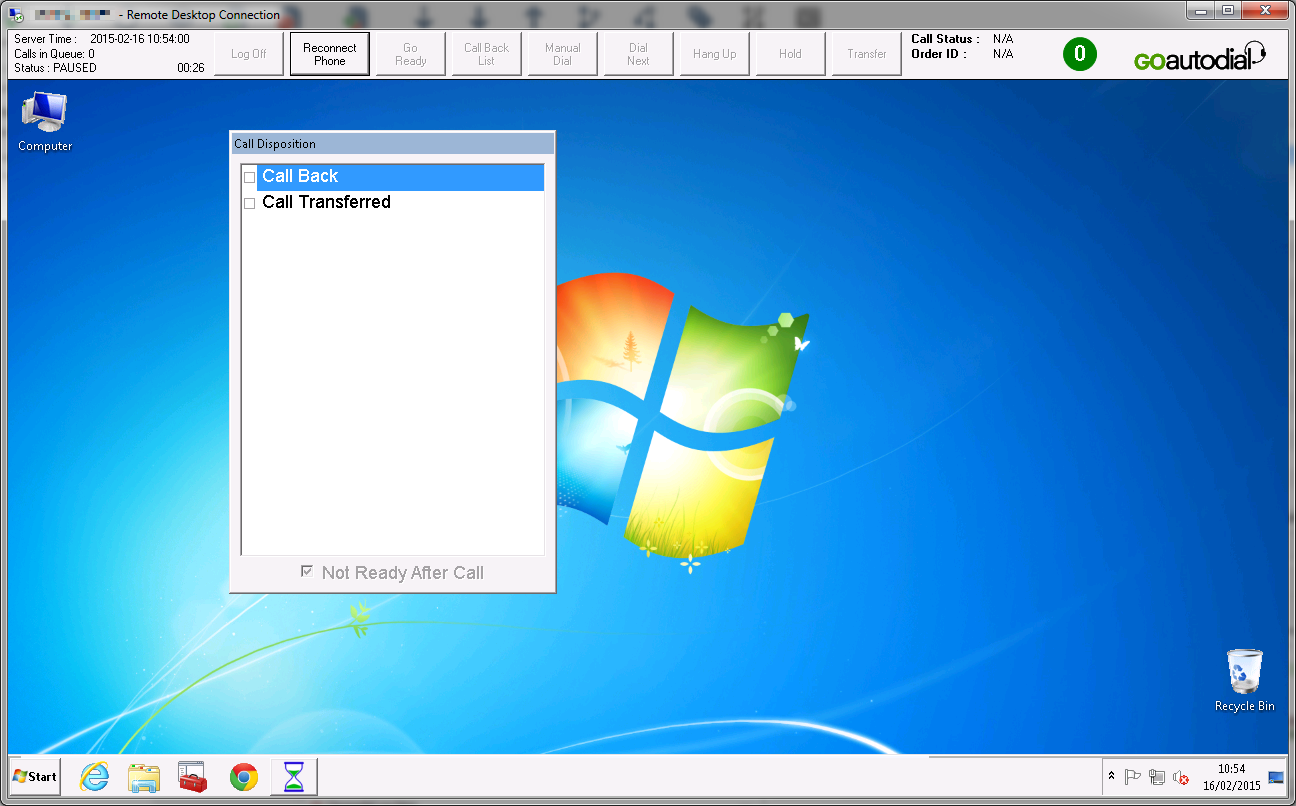 - Remote Desktop Connection
Server Time : 2015-02-16 10:54:00
Calls in Queue: 0
Status : PAUSED 00:26
Log Off
Reconnect
Phone
Go
Ready
Call Back
List
Manual
Dial
Dial
Next
Hang Up
Hold
Transfer
Call Status : N/A
Order ID : N/A
0
GOautodial
Computer
Call Disposition
Call Back
Call Transferred
Not Ready After Call
Recycle Bin
Start
10:54
16/02/2015